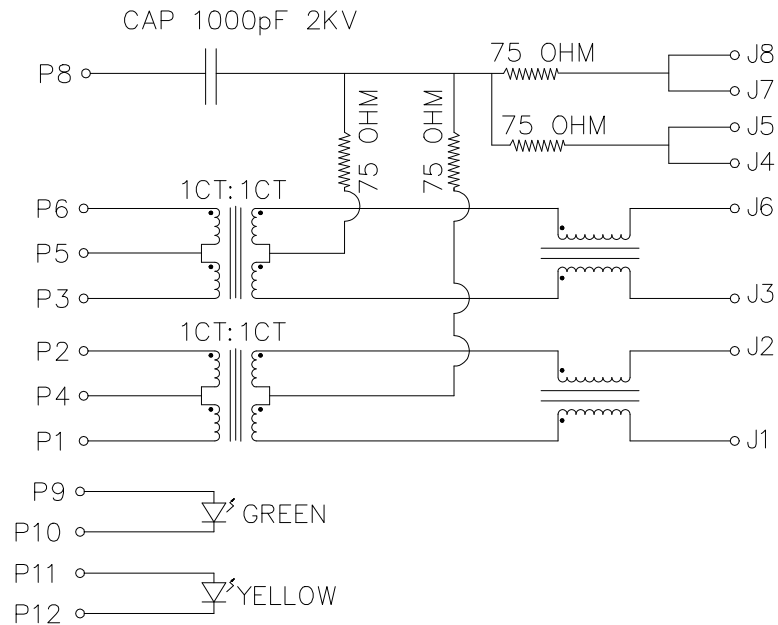 CAP 1000pF 2KV
P8
75 OHM
J8
J7
75 OHM
J5
J4
75 OHM
75 OHM
1CT:1CT
P6
P5
P3
J6
J3
1CT:1CT
P2
P4
P1
J2
J1
P9
P10
GREEN
P11
P12
YELLOW